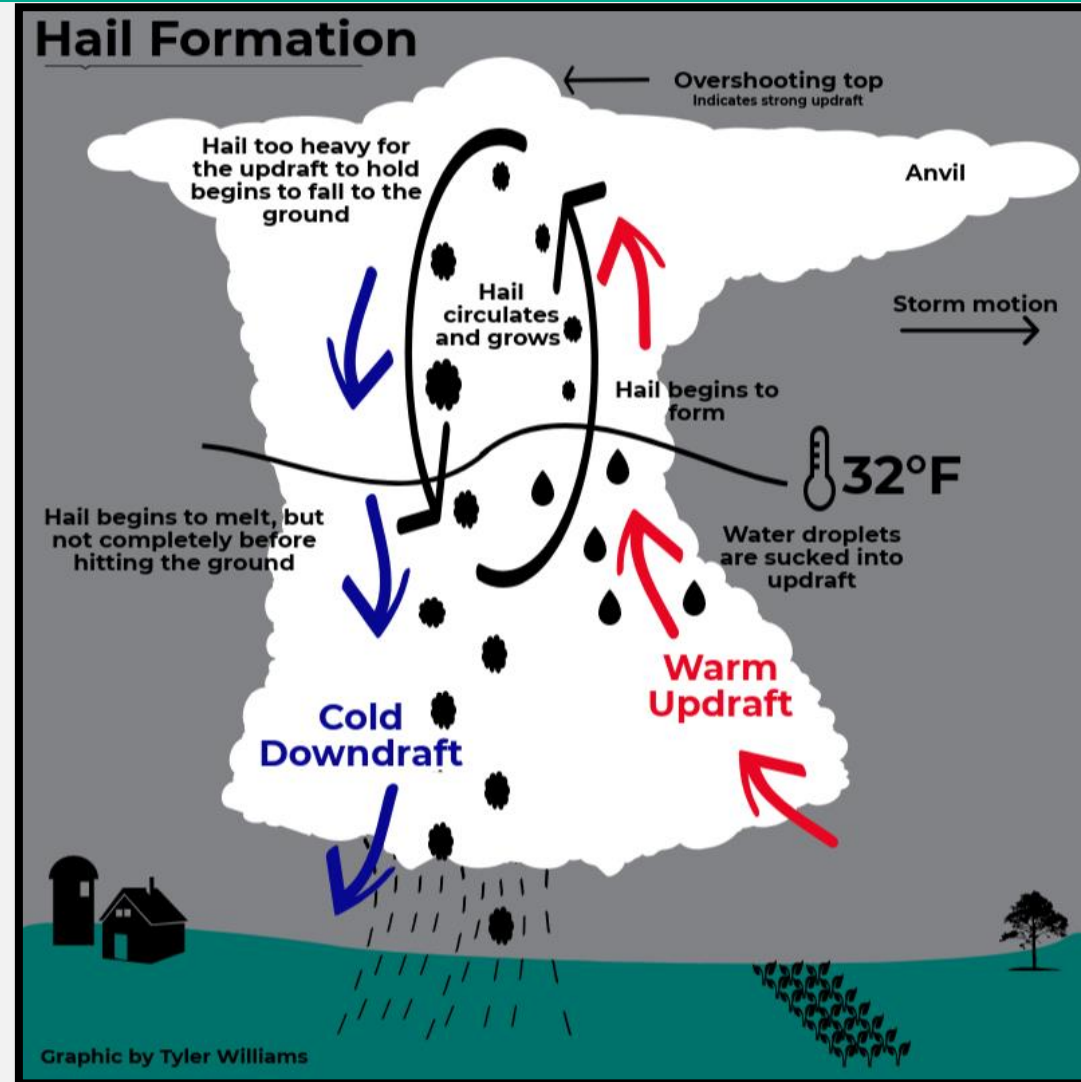 Hail Formation
Overshooting top
Indicates strong updraft
Hail too heavy for
the updraft to hold
begins to fall to the
ground
Anvil
Hail
circulates
and grows
Storm motion
Hail begins to
form
32°F
Hail begins to melt, but
not completely before
hitting the ground
Water droplets
are sucked into
updraft
Warm
Updraft
Cold
Downdraft
Graphic by Tyler Williams